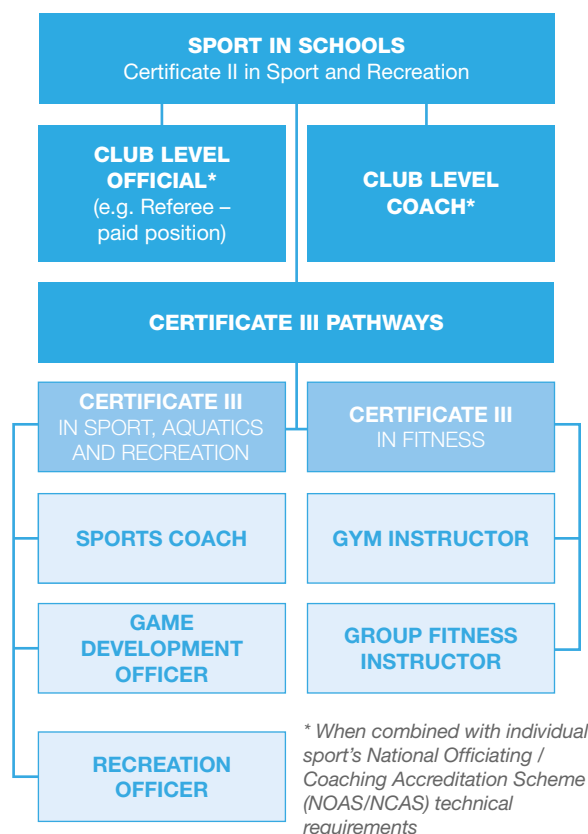 SPORT IN SCHOOLS
Certificate II in Sport and Recreation
CLUB LEVEL
OFFICIAL*
(e.g. Referee –
paid position)
CLUB LEVEL
COACH*
CERTIFICATE III PATHWAYS
CERTIFICATE III
IN SPORT, AQUATICS
AND RECREATION
CERTIFICATE III
IN FITNESS
SPORTS COACH
GYM INSTRUCTOR
GAME
DEVELOPMENT
OFFICER
GROUP FITNESS
INSTRUCTOR
RECREATION
OFFICER
* When combined with individual
sport's National Officiating /
Coaching Accreditation Scheme
(NOAS/NCAS) technical
requirements